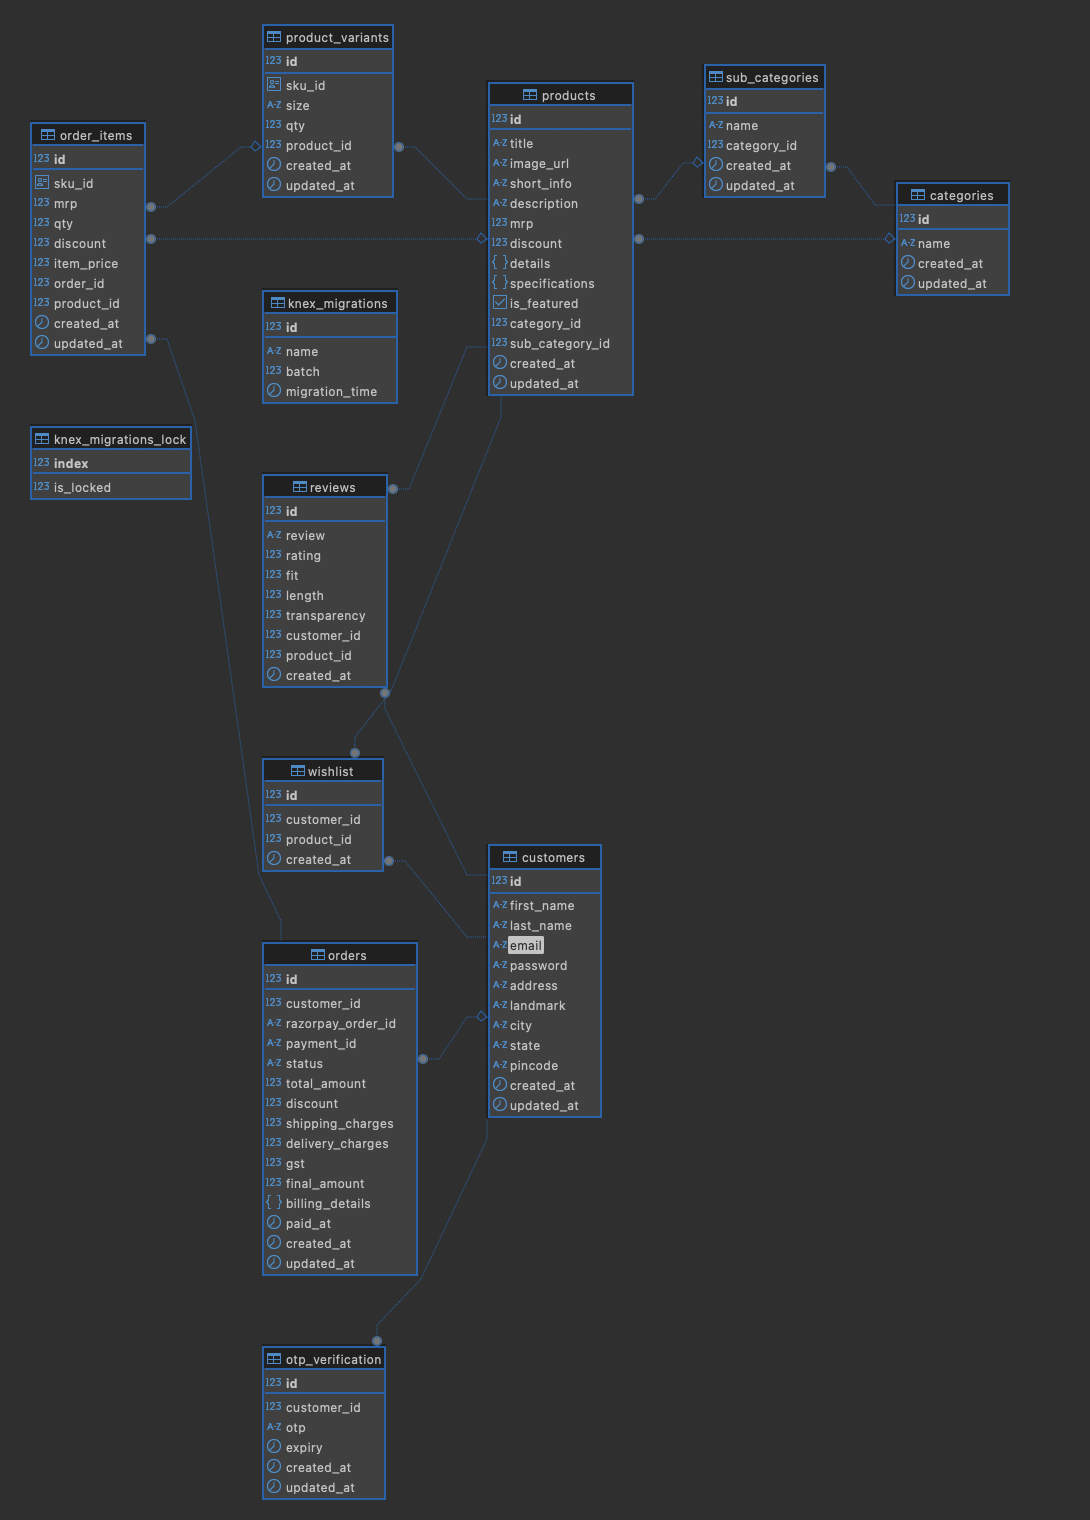 product_variants
123 id
sku_id
A-Z size
123 qty
123 product_id
created_at
updated_at
products
123 id
A-Z title
A-Z image_url
A-Z short_info
A-Z description
123 mrp
123 discount
{ } details
{ } specifications
is_featured
123 category_id
123 sub_category_id
created_at
updated_at
sub_categories
123 id
A-Z name
123 category_id
created_at
updated_at
order_items
123 id
sku_id
123 mrp
123 qty
123 discount
123 item_price
123 order_id
123 product_id
created_at
updated_at
categories
123 id
A-Z name
created_at
updated_at
knex_migrations
123 id
A-Z name
123 batch
migration_time
knex_migrations_lock
123 index
123 is_locked
reviews
123 id
A-Z review
123 rating
123 fit
123 length
123 transparency
123 customer_id
123 product_id
created_at
wishlist
123 id
123 customer_id
123 product_id
created_at
customers
123 id
A-Z first_name
A-Z last_name
A-Z email
A-Z password
A-Z address
A-Z landmark
A-Z city
A-Z state
A-Z pincode
created_at
updated_at
orders
123 id
123 customer_id
A-Z razorpay_order_id
A-Z payment_id
A-Z status
123 total_amount
123 discount
123 shipping_charges
123 delivery_charges
123 gst
123 final_amount
{ } billing_details
paid_at
created_at
updated_at
otp_verification
123 id
123 customer_id
A-Z otp
expiry
created_at
updated_at